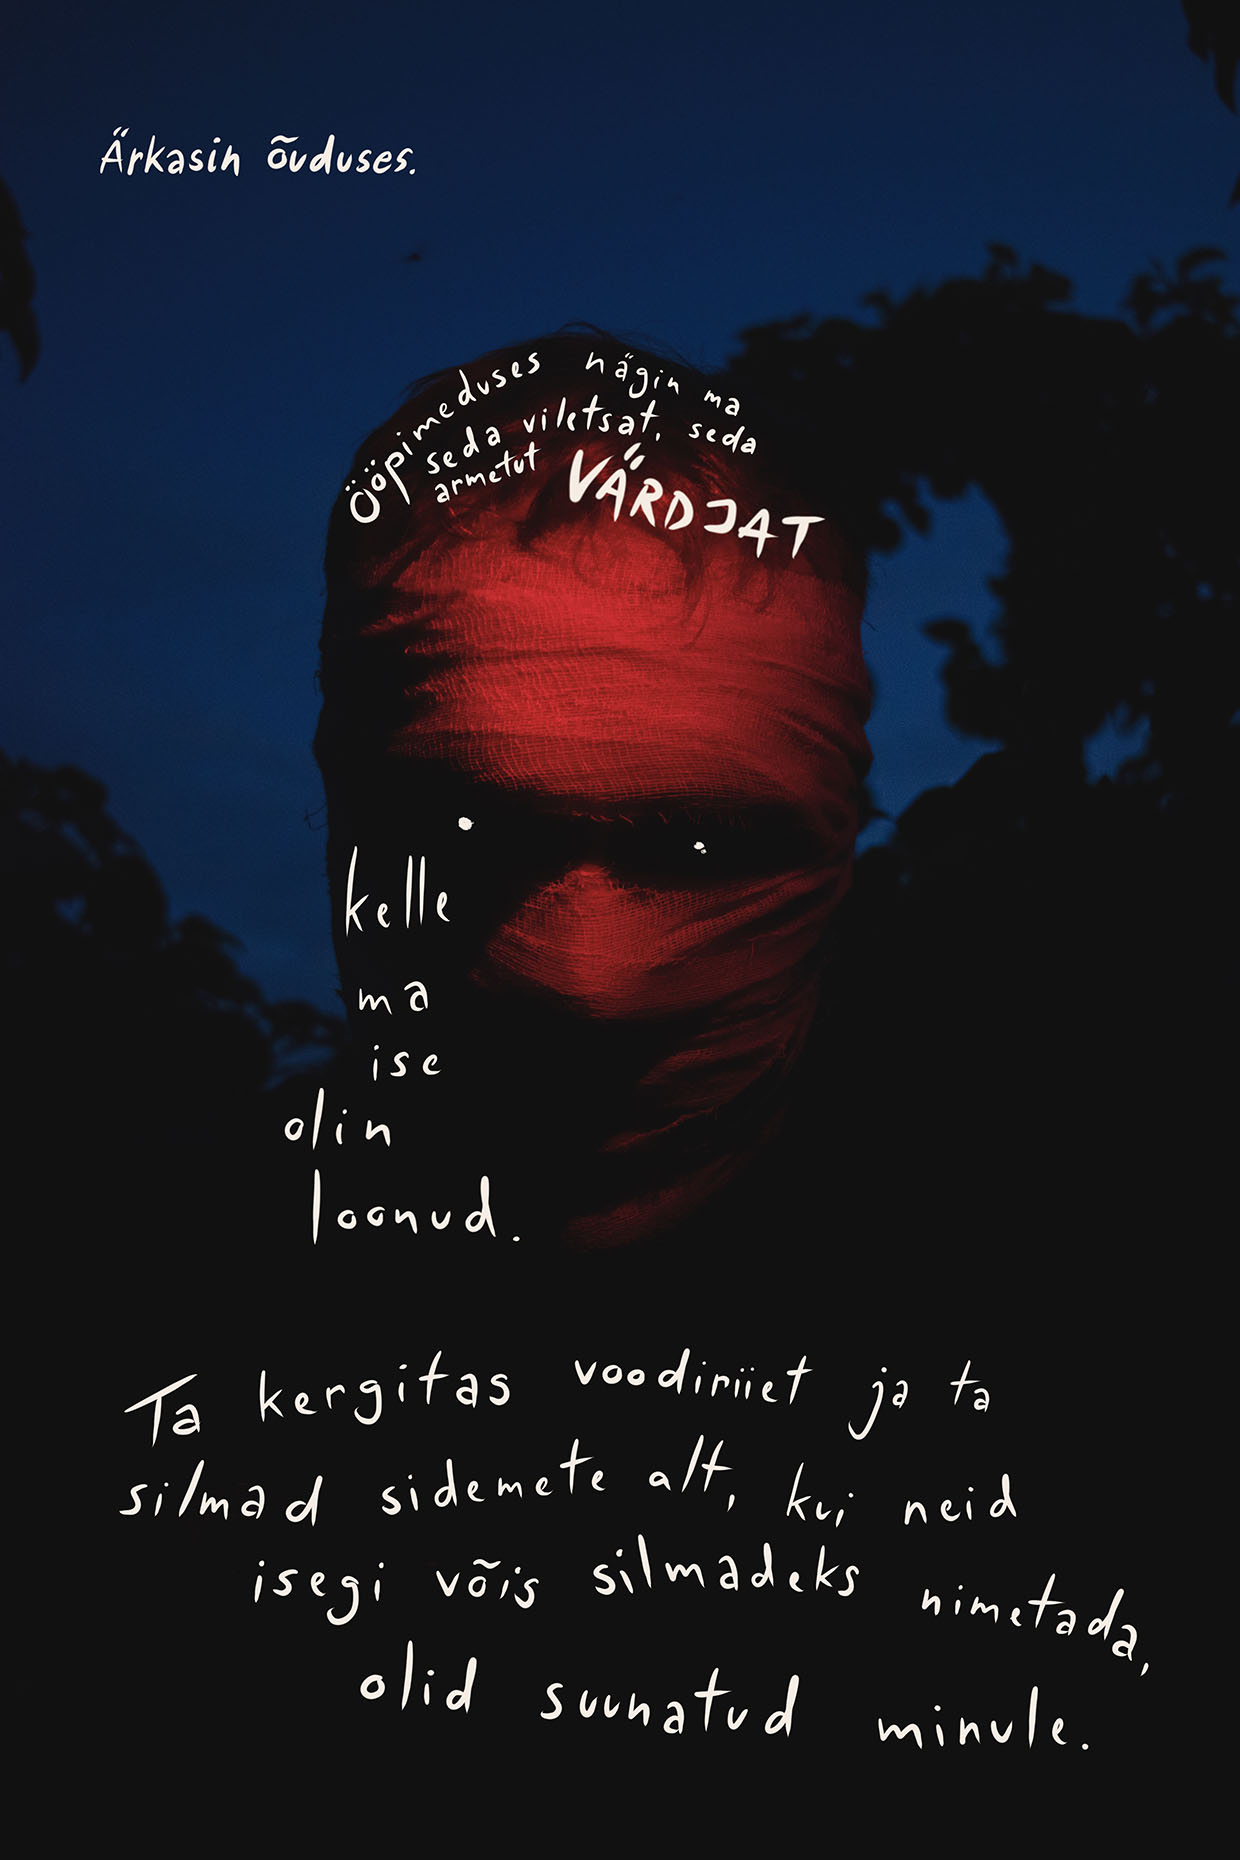 Ärkasin õuduses.
Ööpimeduses nägin ma
seda viletsat, seda
armetut VÄRDJAT
kelle
ma
ise
olin
loonud.
Ta kergitas voodiriiet ja ta
silmad sidemete alt, kui neid
isegi võis silmadeks nimetada,
olid suunatud minule.